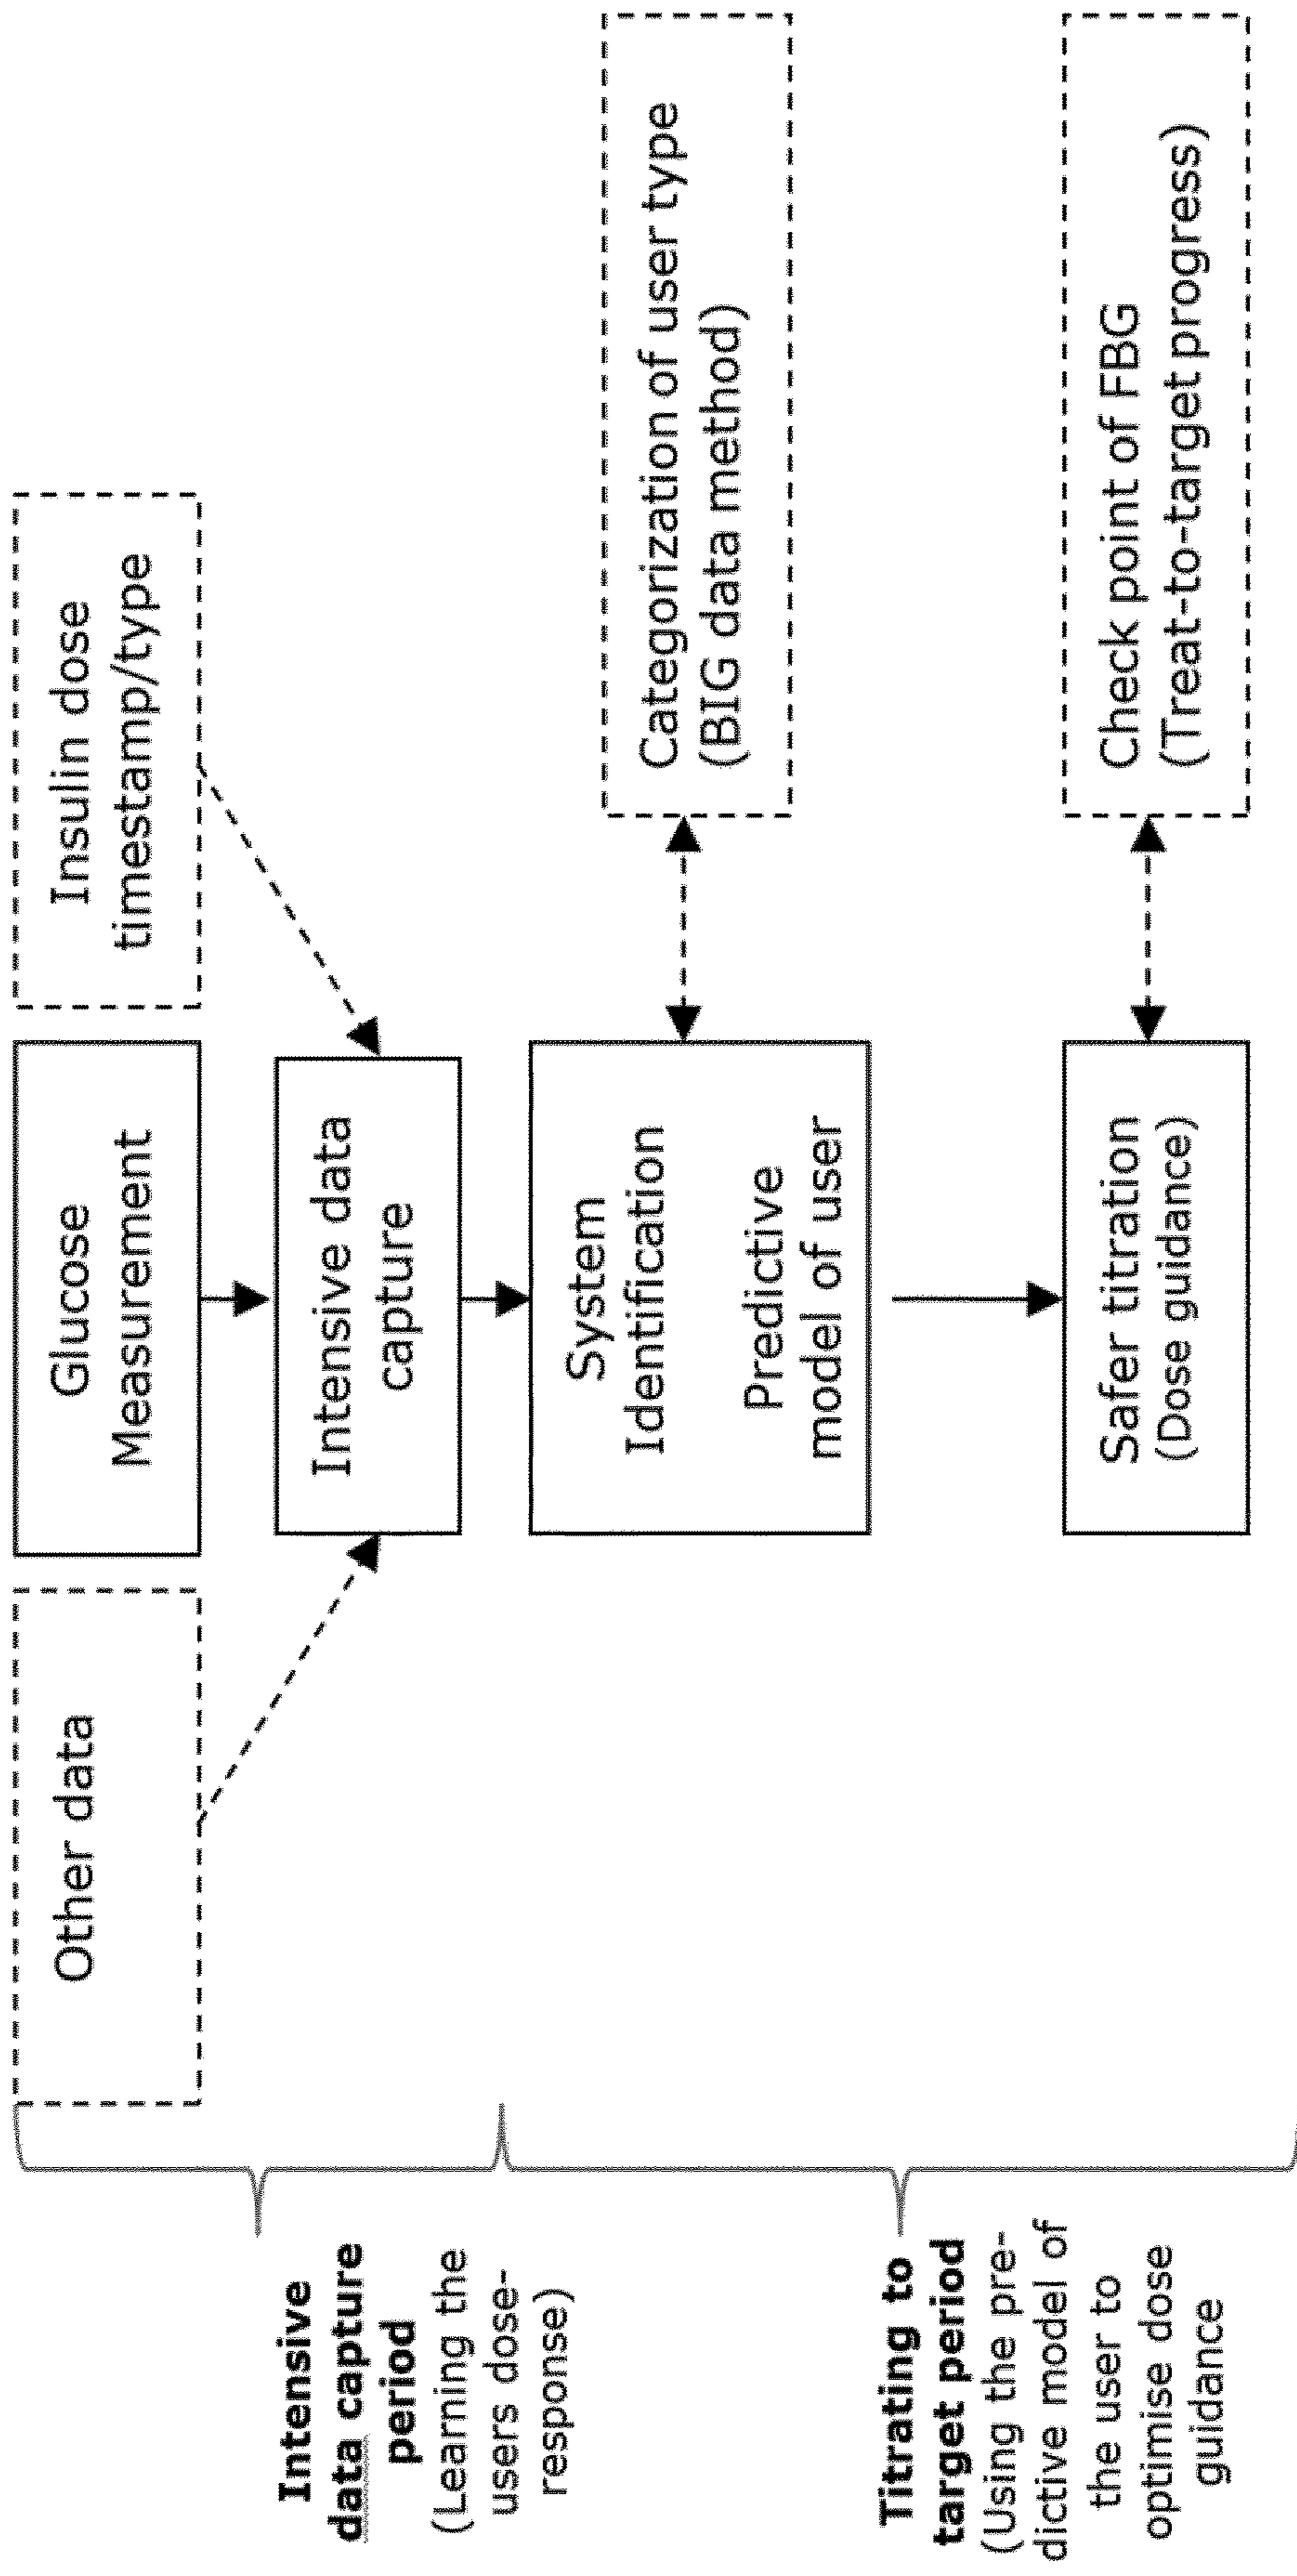 Other data
Glucose
Measurement
Insulin dose
timestamp/type
Intensive
data capture
period
(Learning the
users dose-
response)
Intensive data
capture
System
Identification
Predictive
model of user
Categorization of user type
(BIG data method)
Titrating to
target period
(Using the pre-
dictive model of
the user to
optimise dose
guidance
Safer titration
(Dose guidance)
Check point of FBG
(Treat-to-target progress)